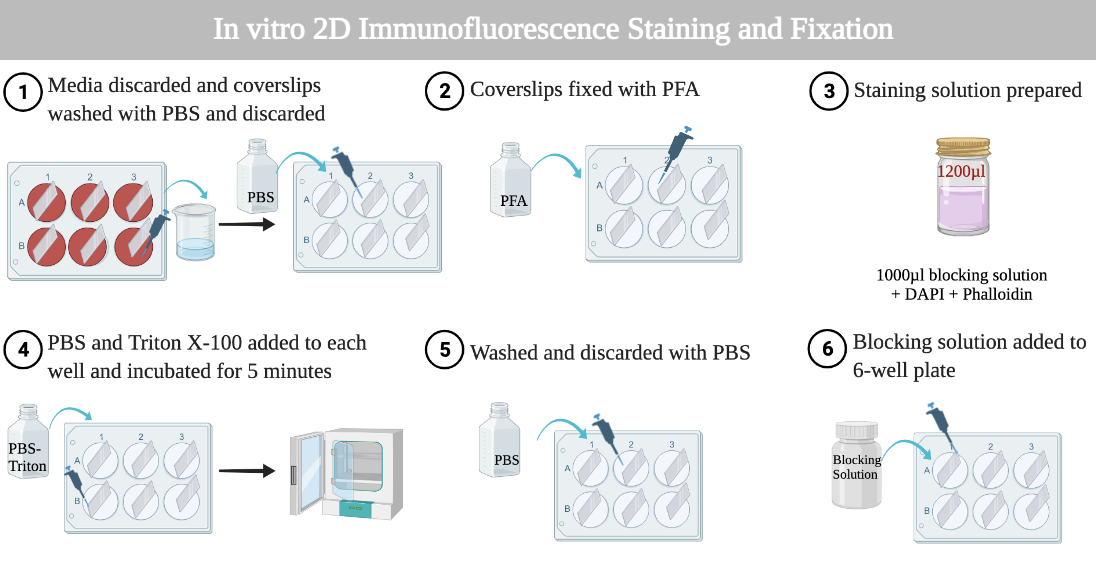 In vitro 2D Immunofluorescence Staining and Fixation
1
Media discarded and coverslips
washed with PBS and discarded
1 2 3
A
B
PBS
1 2 3
A
B
2
Coverslips fixed with PFA
PFA
1 2 3
A
B
3
Staining solution prepared
1200µl
1000µl blocking solution
+ DAPI + Phalloidin
4
PBS and Triton X-100 added to each
well and incubated for 5 minutes
PBS-
Triton
1 2 3
A
B
5
Washed and discarded with PBS
PBS
1 2 3
A
B
6
Blocking solution added to
6-well plate
Blocking
Solution
1 2 3
A
B